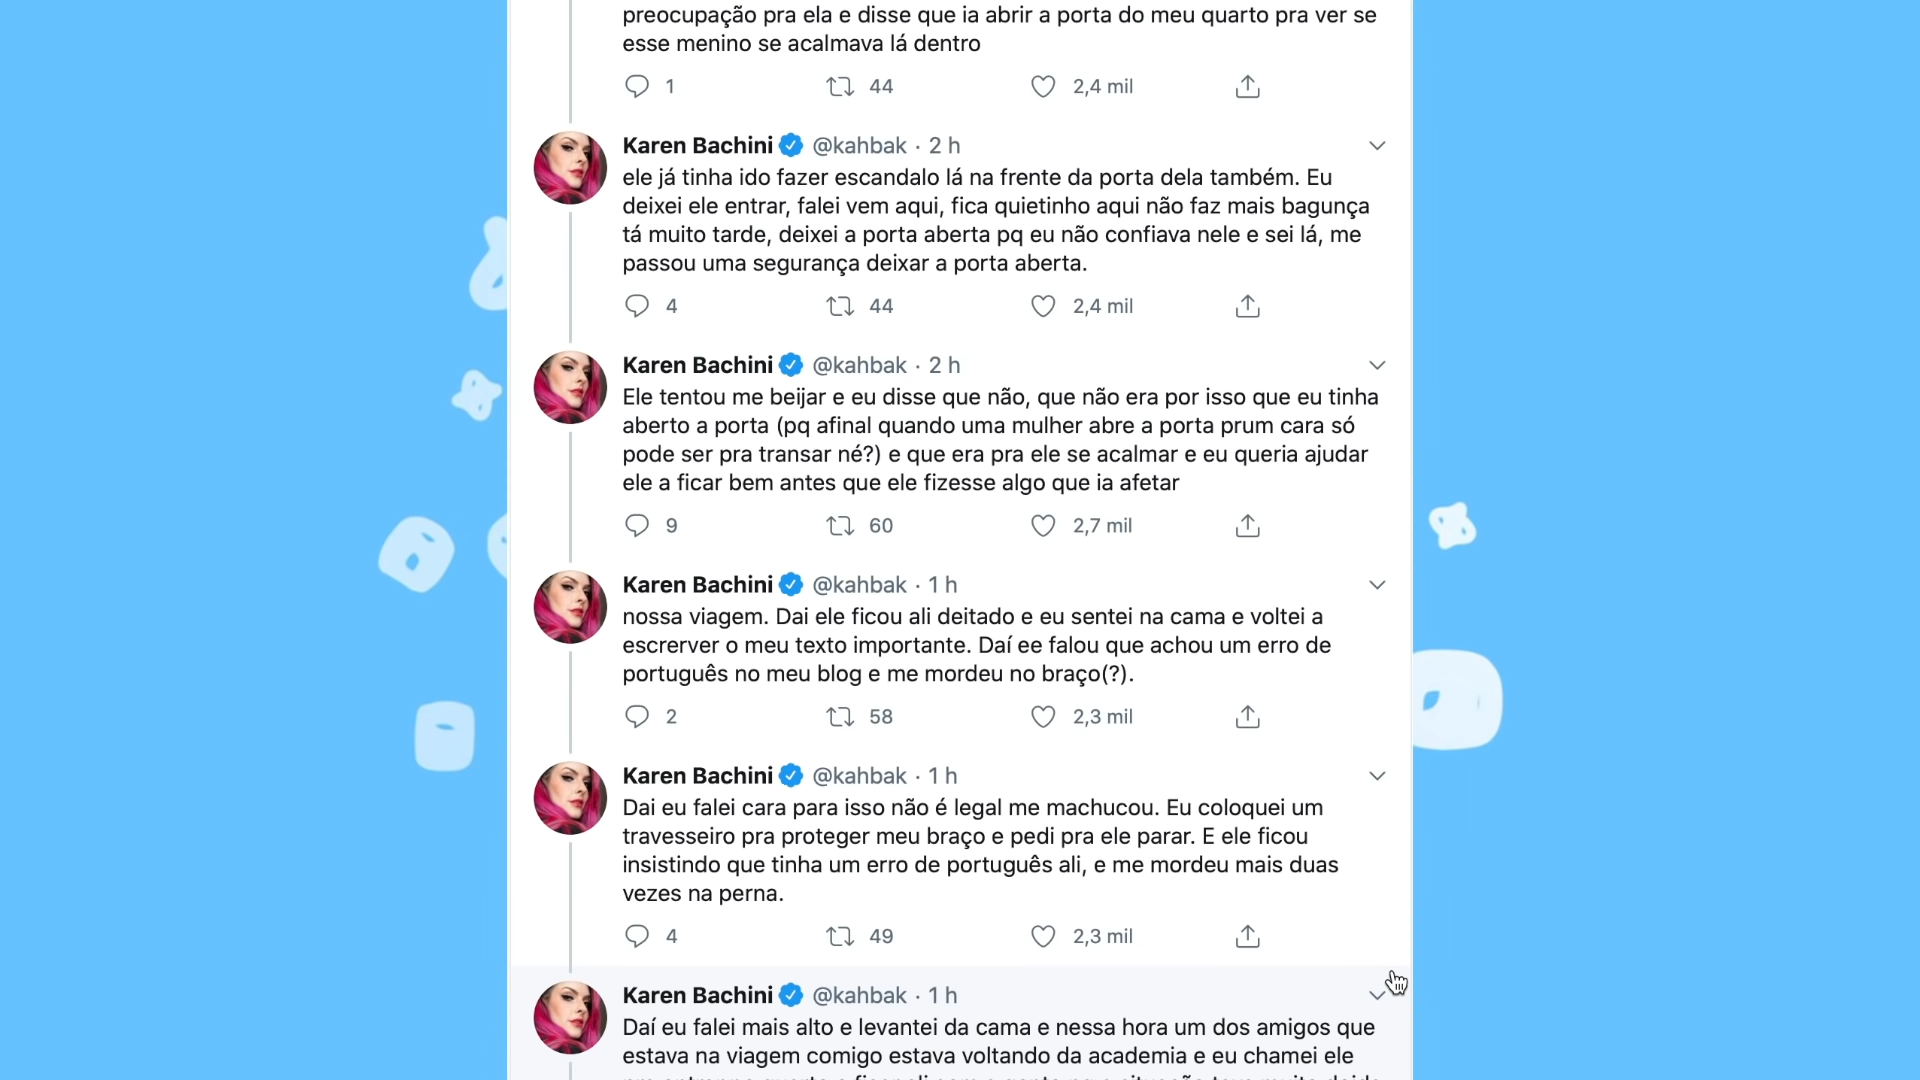 preocupação pra ela e disse que ia abrir a porta do meu quarto pra ver se
esse menino se acalmava lá dentro
1 44 2,4 mil
Karen Bachini @kahbak · 2 h
ele já tinha ido fazer escandalo lá na frente da porta dela também. Eu
deixei ele entrar, falei vem aqui, fica quietinho aqui não faz mais bagunça
tá muito tarde, deixei a porta aberta pq eu não confiava nele e sei lá, me
passou uma segurança deixar a porta aberta.
4 44 2,4 mil
Karen Bachini @kahbak · 2 h
Ele tentou me beijar e eu disse que não, que não era por isso que eu tinha
aberto a porta (pq afinal quando uma mulher abre a porta prum cara só
pode ser pra transar né?) e que era pra ele se acalmar e eu queria ajudar
ele a ficar bem antes que ele fizesse algo que ia afetar
9 60 2,7 mil
Karen Bachini @kahbak · 1 h
nossa viagem. Dai ele ficou ali deitado e eu sentei na cama e voltei a
escrerver o meu texto importante. Daí ee falou que achou um erro de
português no meu blog e me mordeu no braço(?).
2 58 2,3 mil
Karen Bachini @kahbak · 1 h
Dai eu falei cara para isso não é legal me machucou. Eu coloquei um
travesseiro pra proteger meu braço e pedi pra ele parar. E ele ficou
insistindo que tinha um erro de português ali, e me mordeu mais duas
vezes na perna.
4 49 2,3 mil
Karen Bachini @kahbak · 1 h
Daí eu falei mais alto e levantei da cama e nessa hora um dos amigos que
estava na viagem comigo estava voltando da academia e eu chamei ele